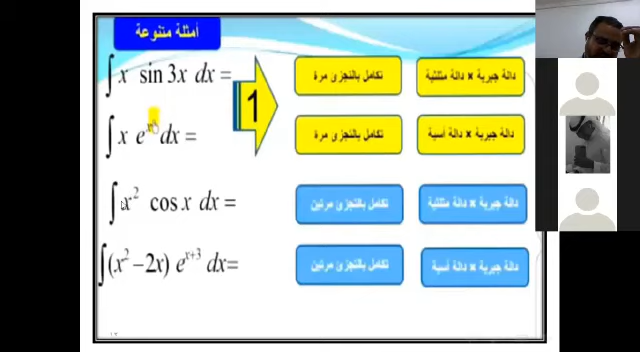 أمثلة متنوعة
∫ x sin 3x dx =
1
تكامل بالتجزئ مرة
دالة جبرية × دالة مثلثية
∫ x e dx =
تكامل بالتجزئ مرة
دالة جبرية × دالة أسية
∫ x² cos x dx =
تكامل بالتجزئ مرتين
دالة جبرية × دالة مثلثية
∫ (x² − 2x) e^{x+3} dx=
تكامل بالتجزئ مرتين
دالة جبرية × دالة أسية